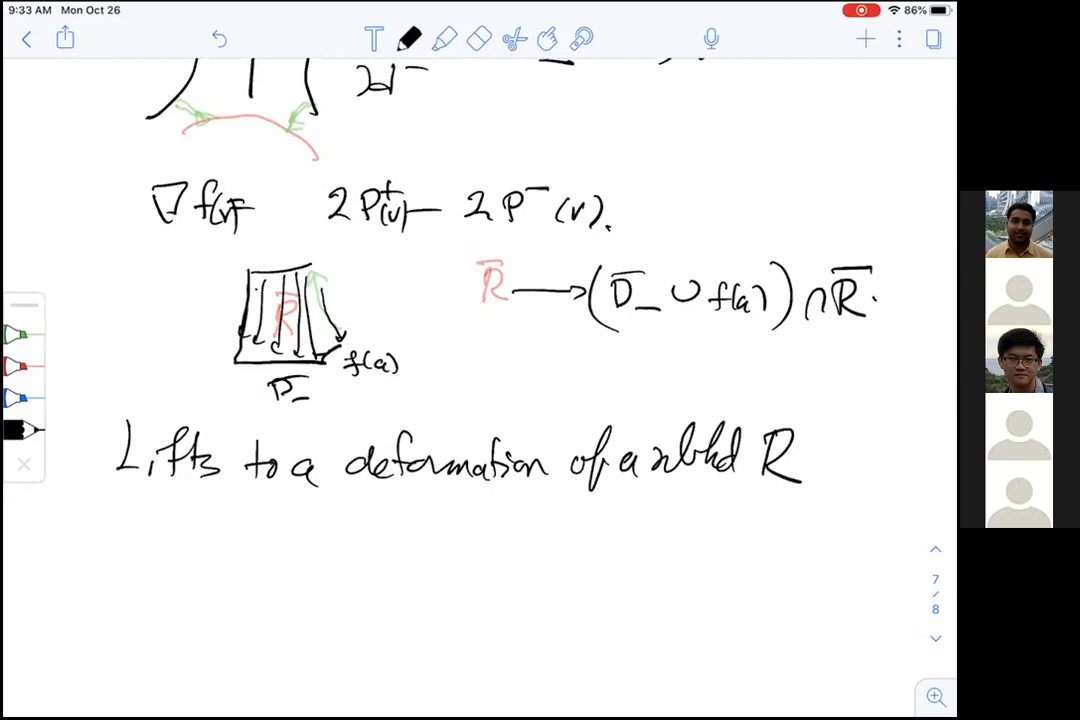 9:33 AM Mon Oct 26
86%
∇f(v)= 2P⁺(v) − 2P⁻(v).
R̄ ⟶ (D̄₋ ∪ f(a)) ∩ R̄.
R̄
f(a)
D̄₋
Lifts to a deformation of a nbhd R
7
/
8